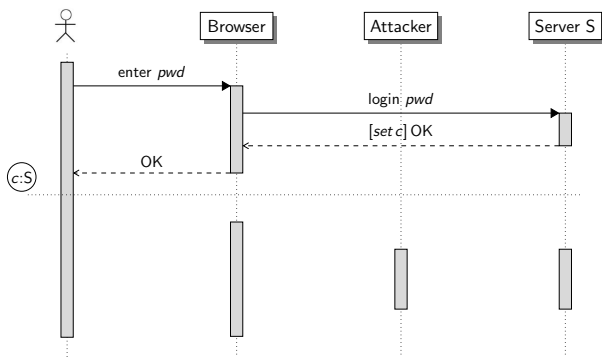 Browser
Attacker
Server S
enter pwd
login pwd
[set c] OK
OK
c:S